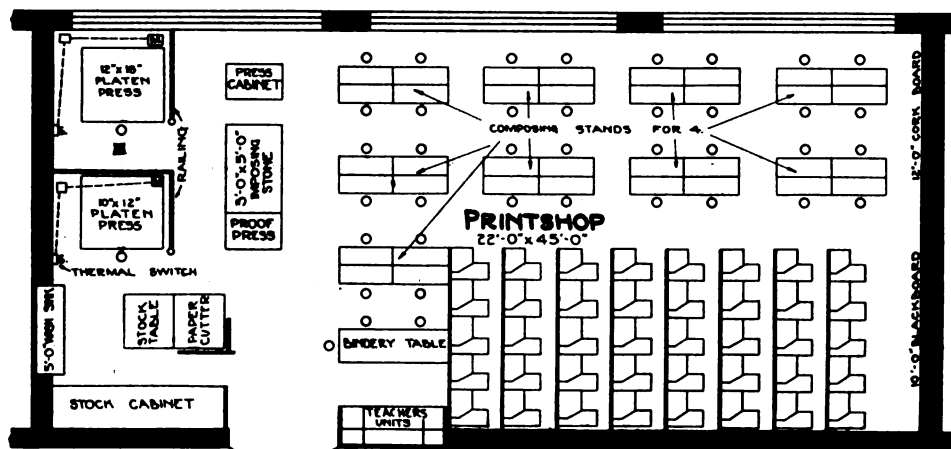 12"x18"
PLATEN
PRESS
PRESS
CABINET
RAILING
3'-0"x5'-0"
IMPOSING
STONE
PROOF
PRESS
COMPOSING STANDS FOR 4.
12'-0" CORK BOARD
10"x12"
PLATEN
PRESS
THERMAL SWITCH
PRINTSHOP
22'-0"x45'-0"
5'-0" WASH SINK
STOCK
TABLE
PAPER
CUTTER
BINDERY TABLE
10'-0" BLACKBOARD
STOCK CABINET
TEACHERS
UNITS